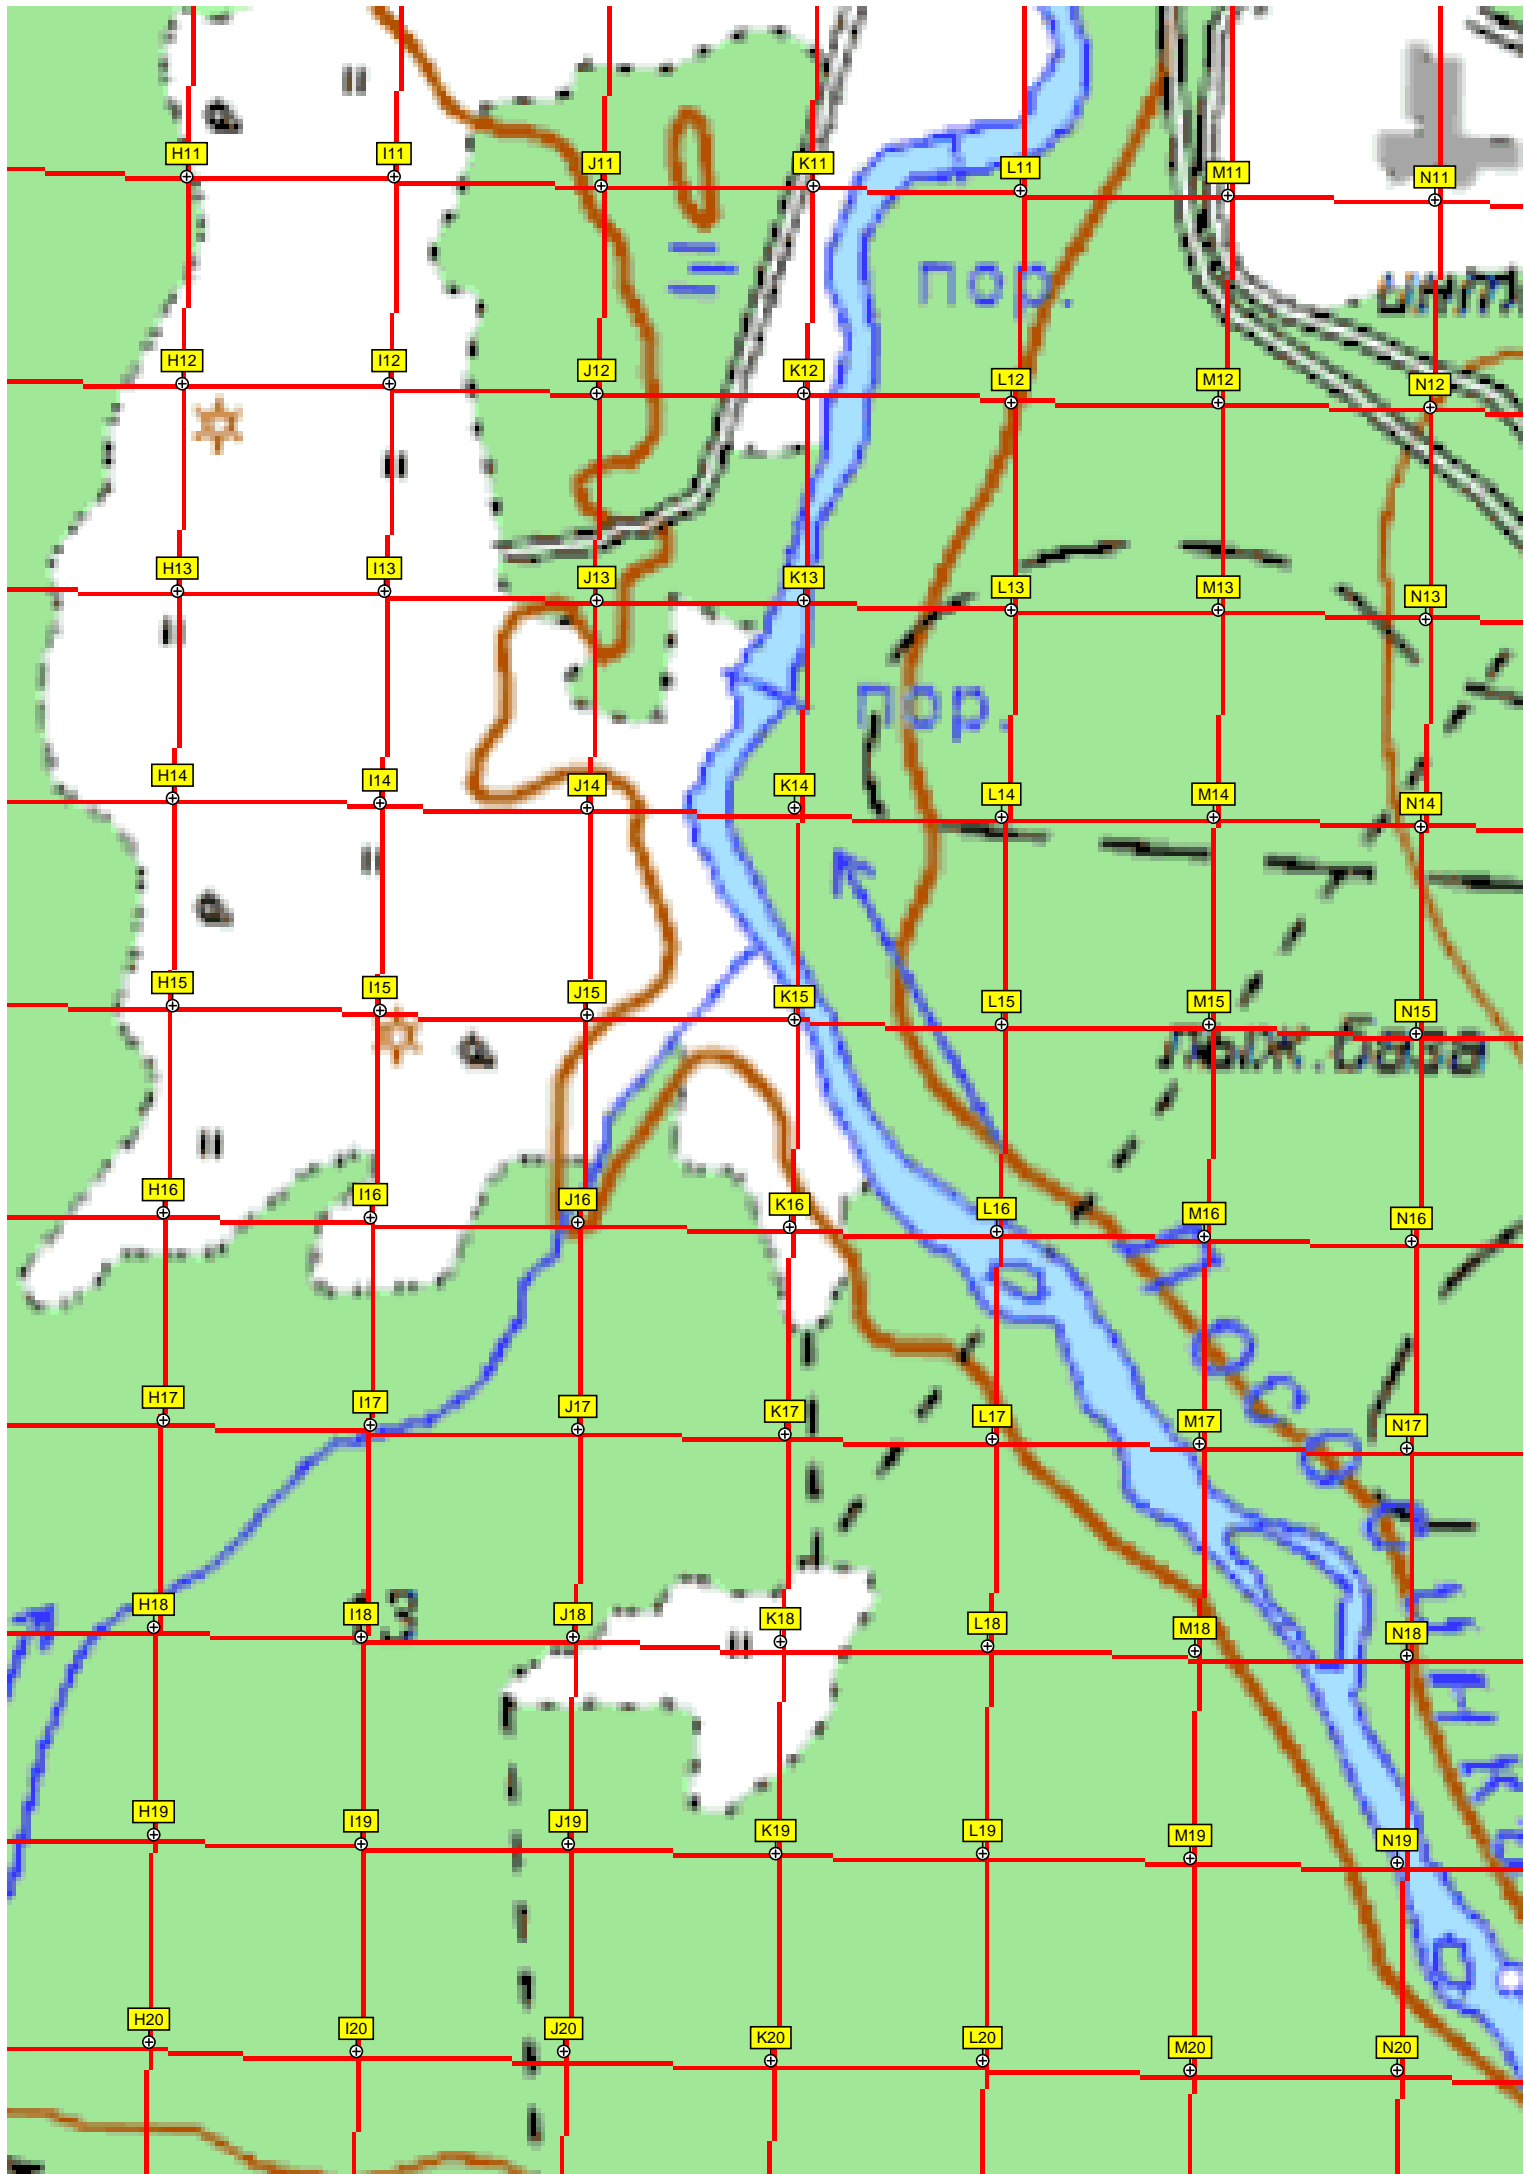 H11 I11 J11 K11 L11 M11 N11
пор.
H12 I12 J12 K12 L12 M12 N12
H13 I13 J13 K13 L13 M13 N13
пор.
H14 I14 J14 K14 L14 M14 N14
H15 I15 J15 K15 L15 M15 N15
лыж.база
H16 I16 J16 K16 L16 M16 N16
H17 I17 J17 K17 L17 M17 N17
H18 I18 J18 K18 L18 M18 N18
H19 I19 J19 K19 L19 M19 N19
H20 I20 J20 K20 L20 M20 N20